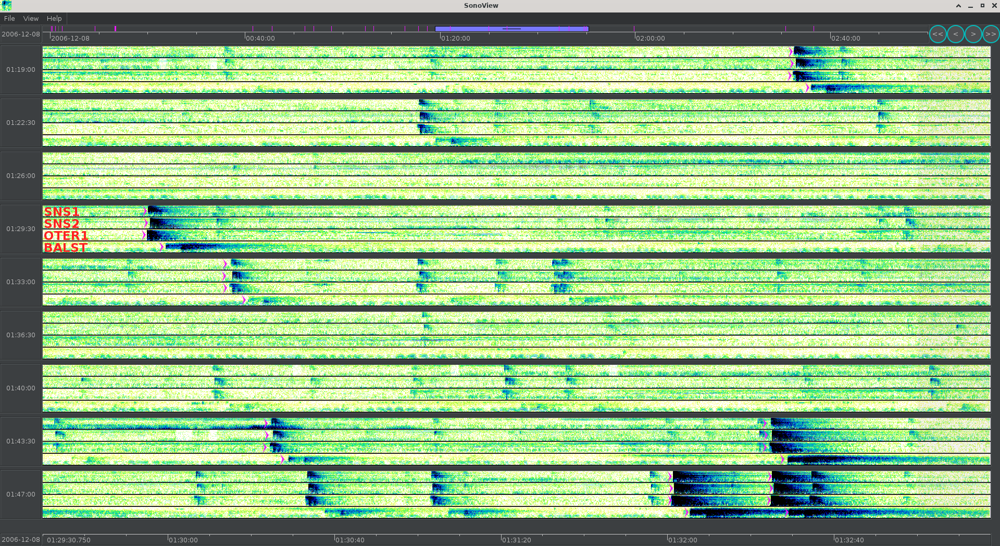 SonoView
File View Help
2006-12-08 2006-12-08 00:40:00 01:20:00 02:00:00 02:40:00 << < > >>
01:19:00
01:22:30
01:26:00
SNS1
SNS2
01:29:30
OTER1
BALST
01:33:00
01:36:30
01:40:00
01:43:30
01:47:00
2006-12-08 01:29:30.750 01:30:00 01:30:40 01:31:20 01:32:00 01:32:40